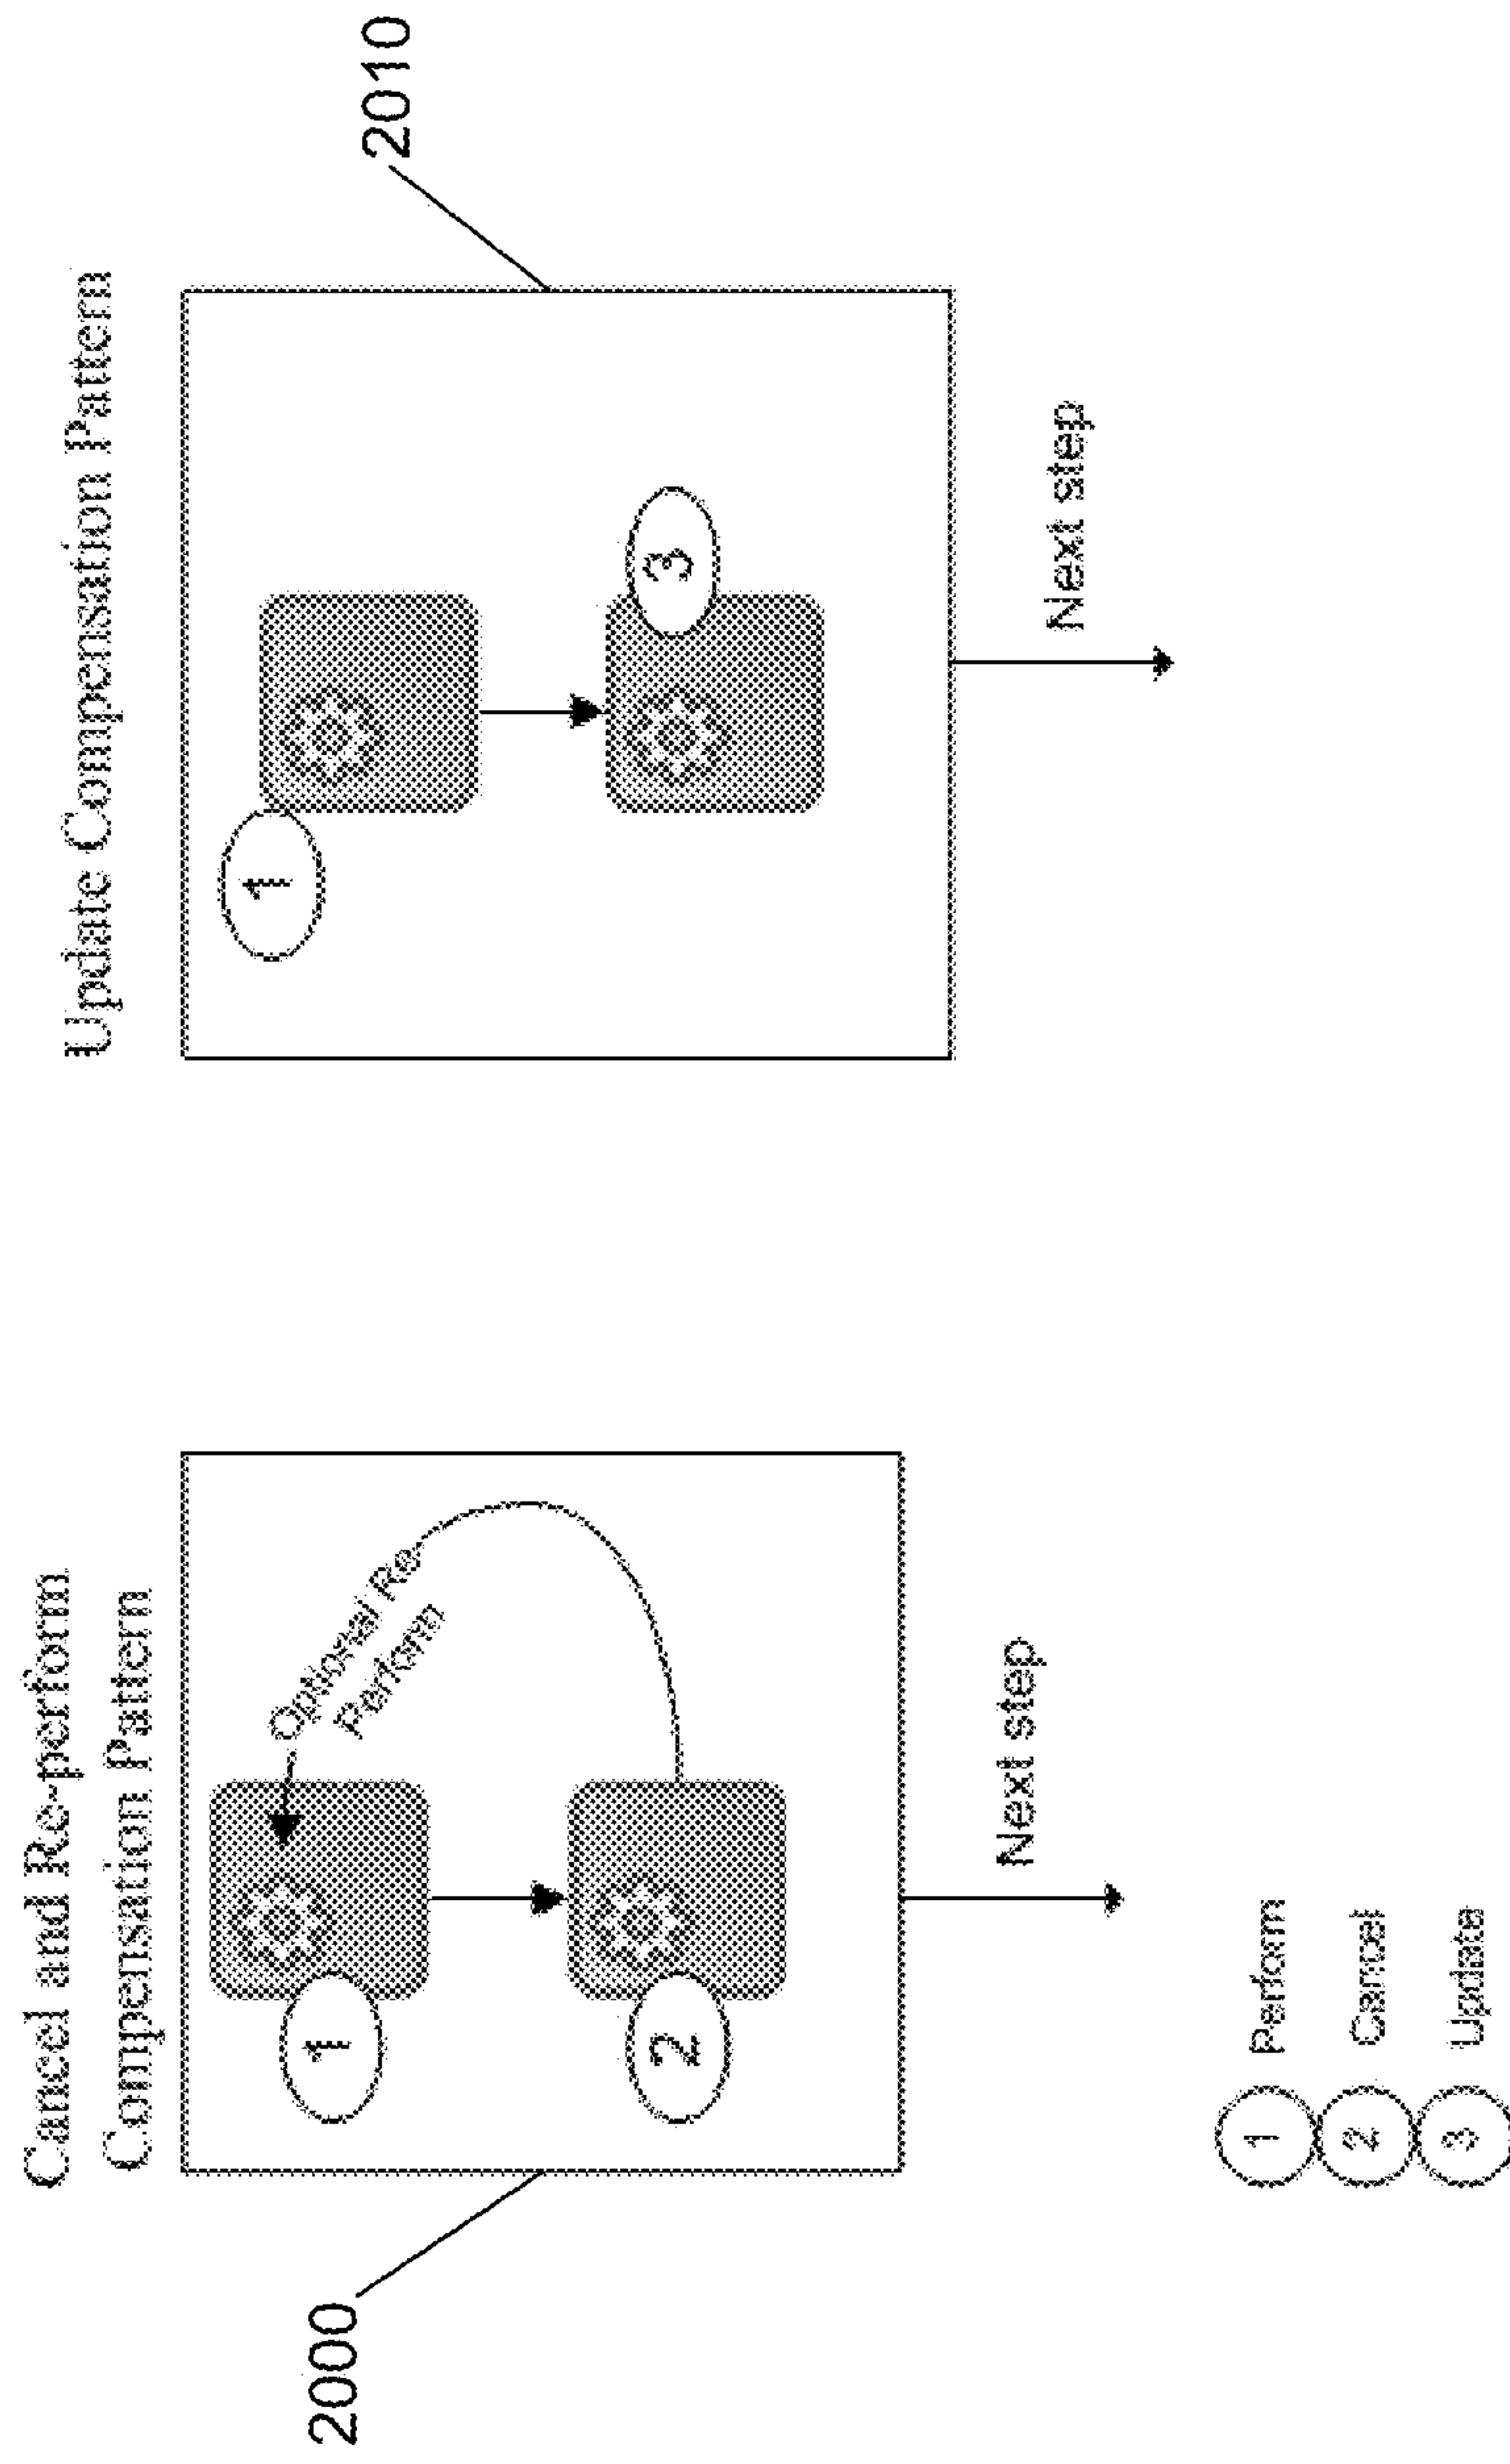 Cancel and Re-perform
Compensation Pattern
Update Compensation Pattern
2000
2010
1
Optional Re
Perform
2
1
3
Next step
Next step
1 Perform
2 Cancel
3 Update